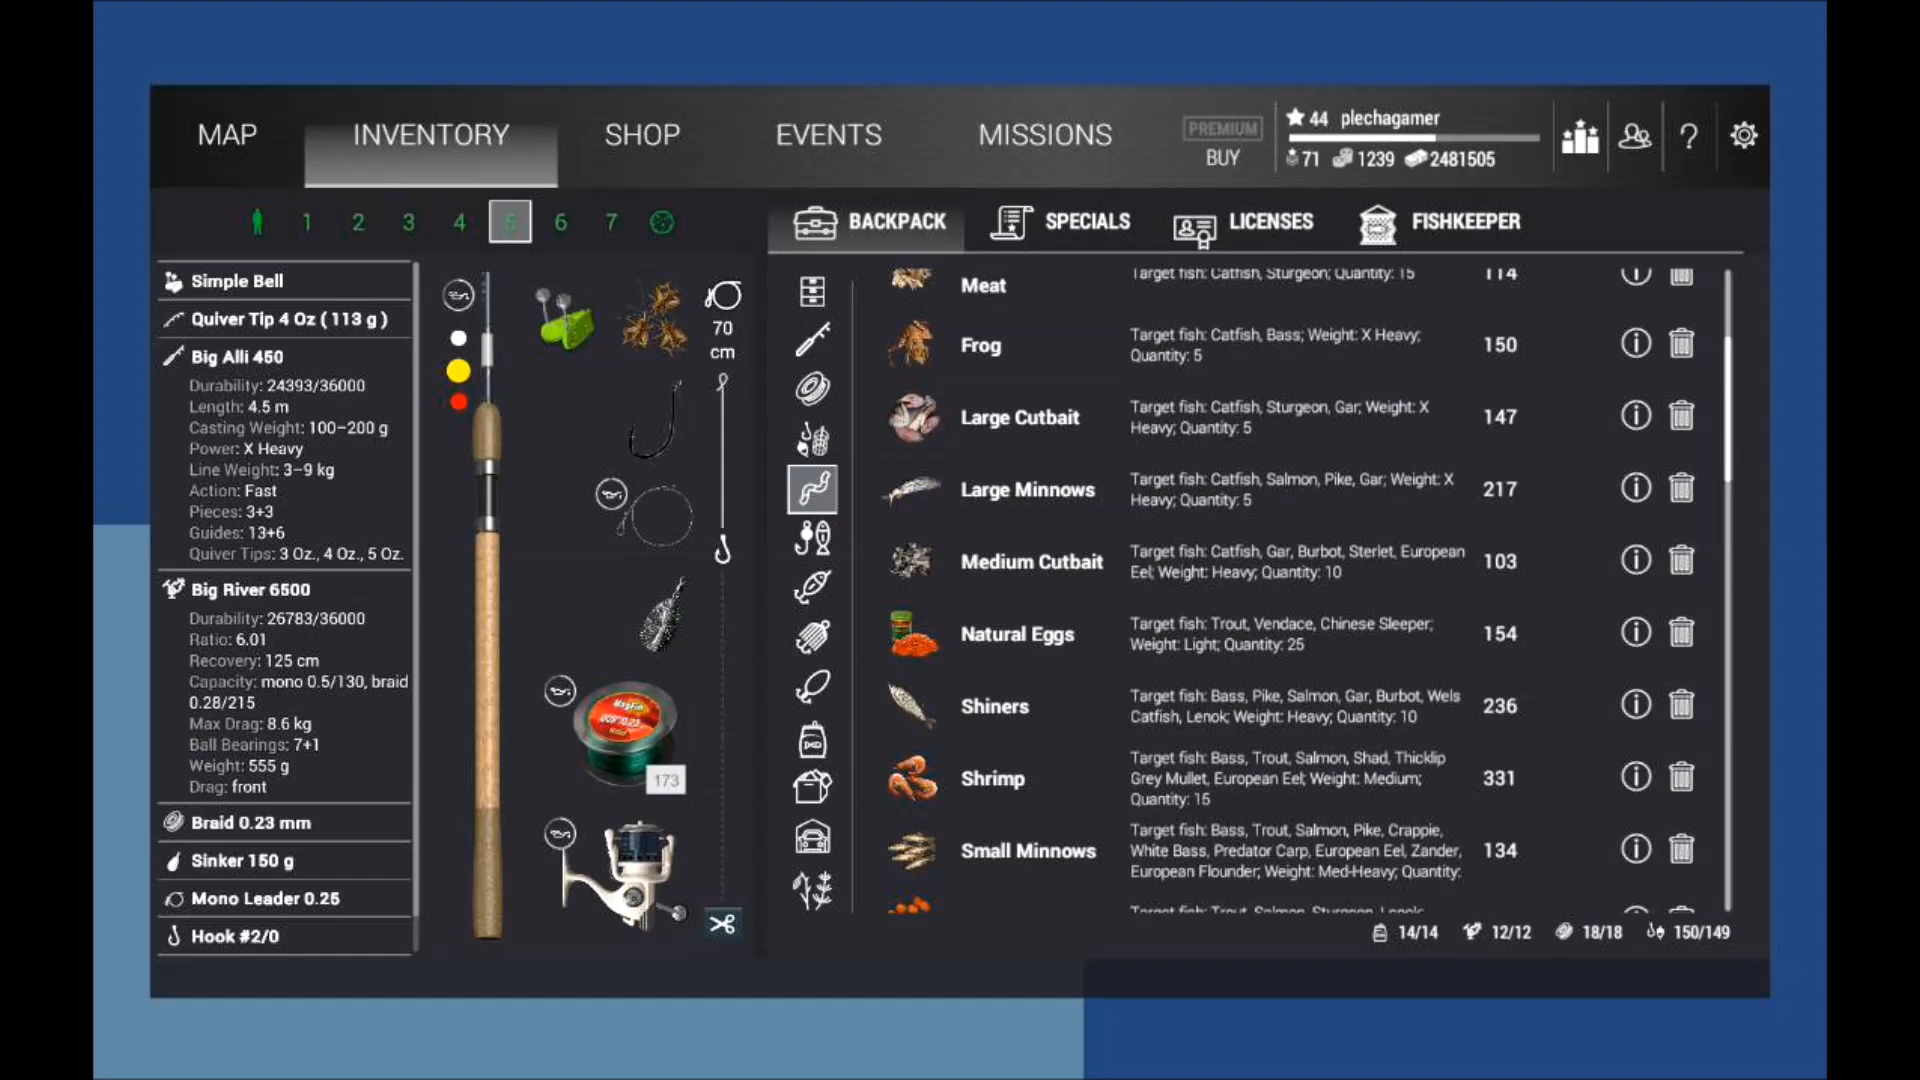 MAP
INVENTORY
SHOP
EVENTS
MISSIONS
PREMIUM
BUY
44 plechagamer
71 1239 2481505
?
1 2 3 4 5 6 7
BACKPACK
SPECIALS
LICENSES
FISHKEEPER
Simple Bell
Quiver Tip 4 Oz ( 113 g )
Big Alli 450
Durability: 24393/36000
Length: 4.5 m
Casting Weight: 100–200 g
Power: X Heavy
Line Weight: 3–9 kg
Action: Fast
Pieces: 3+3
Guides: 13+6
Quiver Tips: 3 Oz., 4 Oz., 5 Oz.
Big River 6500
Durability: 26783/36000
Ratio: 6.01
Recovery: 125 cm
Capacity: mono 0.5/130, braid
0.28/215
Max Drag: 8.6 kg
Ball Bearings: 7+1
Weight: 555 g
Drag: front
Braid 0.23 mm
Sinker 150 g
Mono Leader 0.25
Hook #2/0
70
cm
173
Meat
Target fish: Catfish, Sturgeon; Quantity: 15
114
Frog
Target fish: Catfish, Bass; Weight: X Heavy;
Quantity: 5
150
Large Cutbait
Target fish: Catfish, Sturgeon, Gar; Weight: X
Heavy; Quantity: 5
147
Large Minnows
Target fish: Catfish, Salmon, Pike, Gar; Weight: X
Heavy; Quantity: 5
217
Medium Cutbait
Target fish: Catfish, Gar, Burbot, Sterlet, European
Eel; Weight: Heavy; Quantity: 10
103
Natural Eggs
Target fish: Trout, Vendace, Chinese Sleeper;
Weight: Light; Quantity: 25
154
Shiners
Target fish: Bass, Pike, Salmon, Gar, Burbot, Wels
Catfish, Lenok; Weight: Heavy; Quantity: 10
236
Shrimp
Target fish: Bass, Trout, Salmon, Shad, Thicklip
Grey Mullet, European Eel; Weight: Medium;
Quantity: 15
331
Small Minnows
Target fish: Bass, Trout, Salmon, Pike, Crappie,
White Bass, Predator Carp, European Eel, Zander,
European Flounder; Weight: Med-Heavy; Quantity:
134
Target fish: Trout, Salmon, Sturgeon, Lenok;
14/14 12/12 18/18 150/149